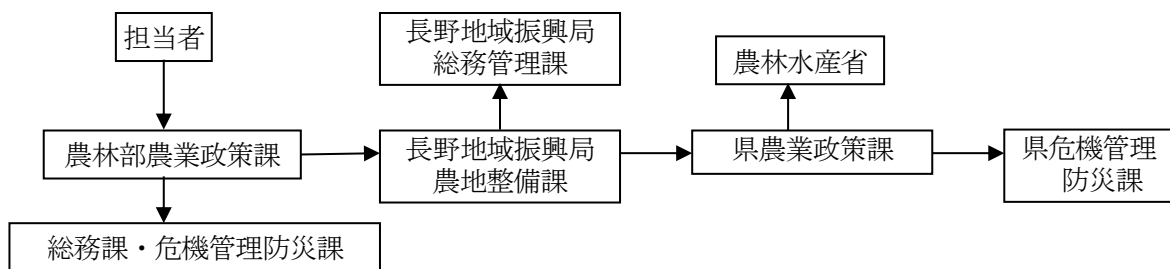 担当者
農林部農業政策課
総務課・危機管理防災課
長野地域振興局
総務管理課
長野地域振興局
農地整備課
農林水産省
県農業政策課
県危機管理
防災課